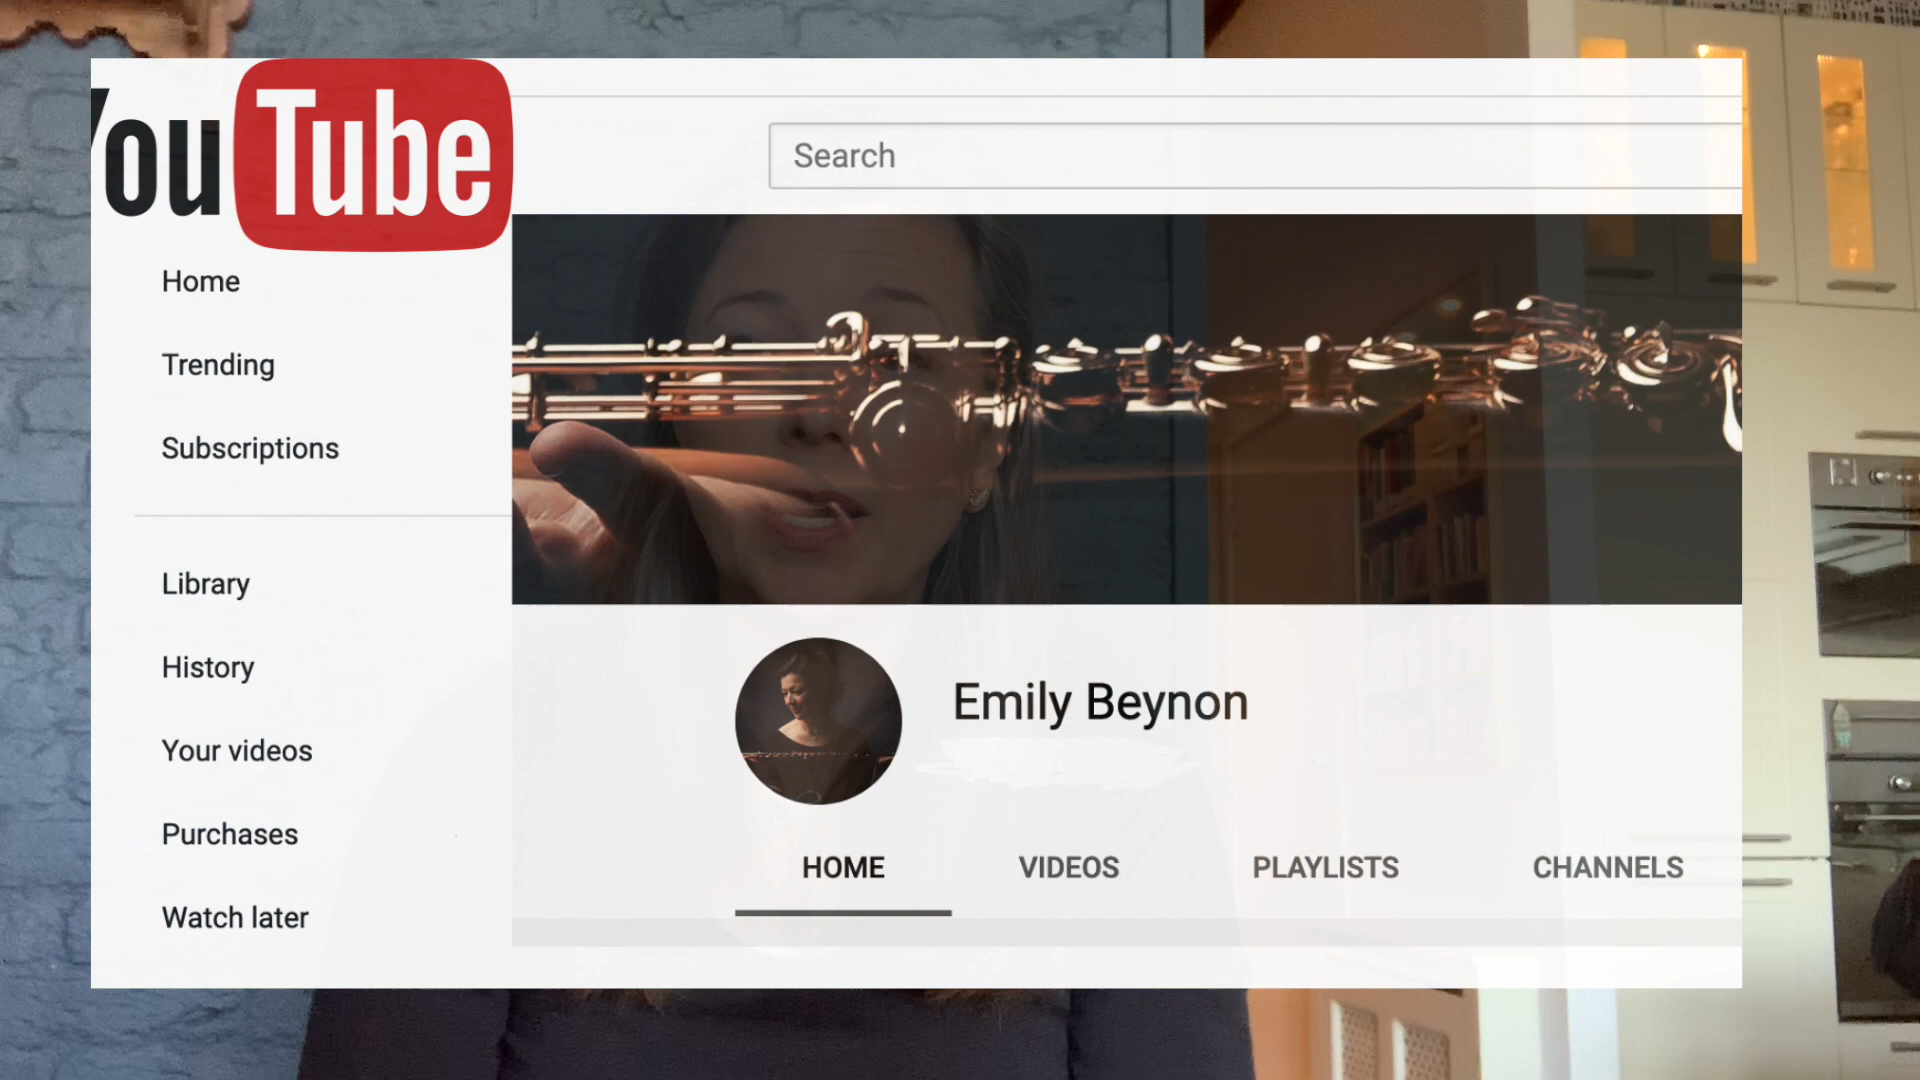 YouTube
Search
Home
Trending
Subscriptions
Library
History
Your videos
Purchases
Watch later
Emily Beynon
HOME VIDEOS PLAYLISTS CHANNELS